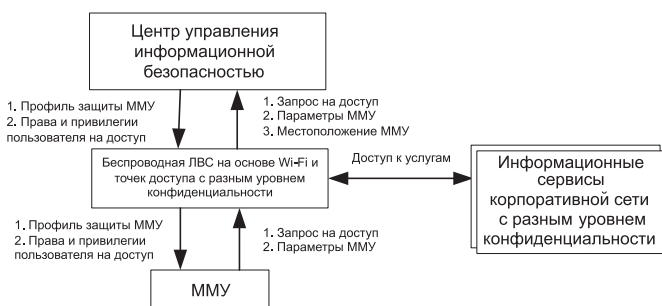 Центр управления
информационной
безопасностью
1. Профиль защиты ММУ
2. Права и привилегии
пользователя на доступ
1. Запрос на доступ
2. Параметры ММУ
3. Местоположение ММУ
Беспроводная ЛВС на основе Wi-Fi и
точек доступа с разным уровнем
конфиденциальности
Доступ к услугам
Информационные
сервисы
корпоративной сети
с разным уровнем
конфиденциальности
1. Профиль защиты ММУ
2. Права и привилегии
пользователя на доступ
1. Запрос на доступ
2. Параметры ММУ
ММУ